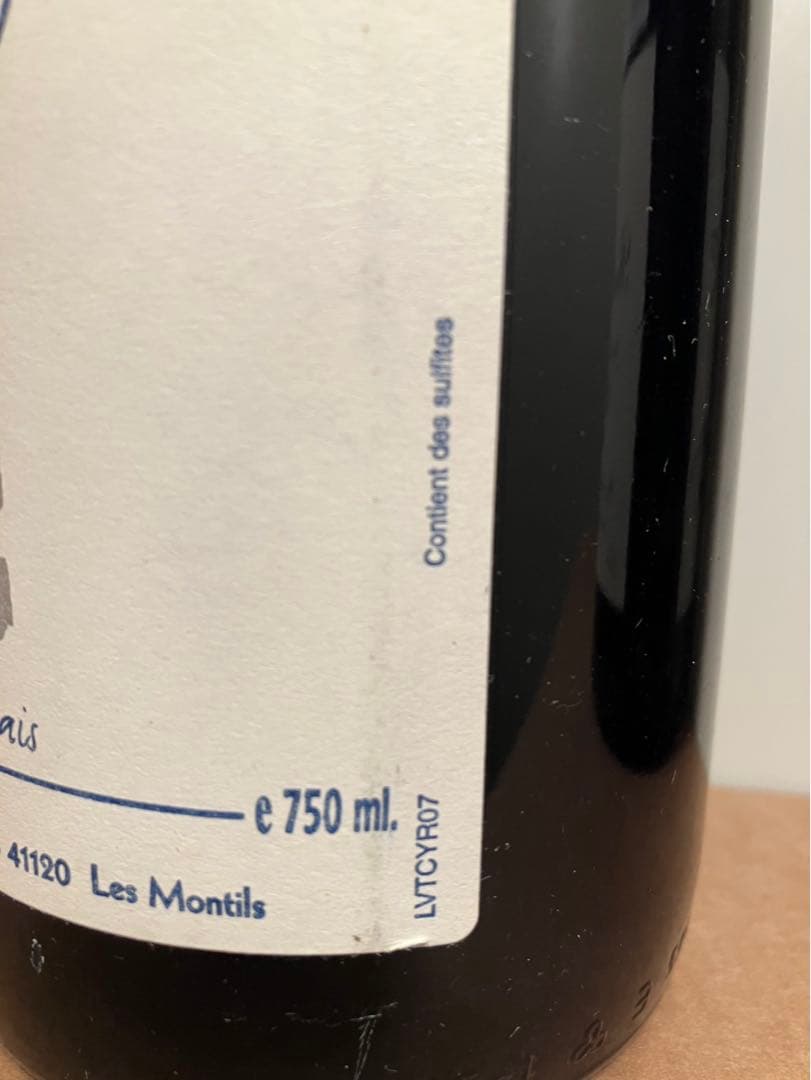 ais
e 750 ml.
41120 Les Montils
Contient des sulfites
LVTCYR07